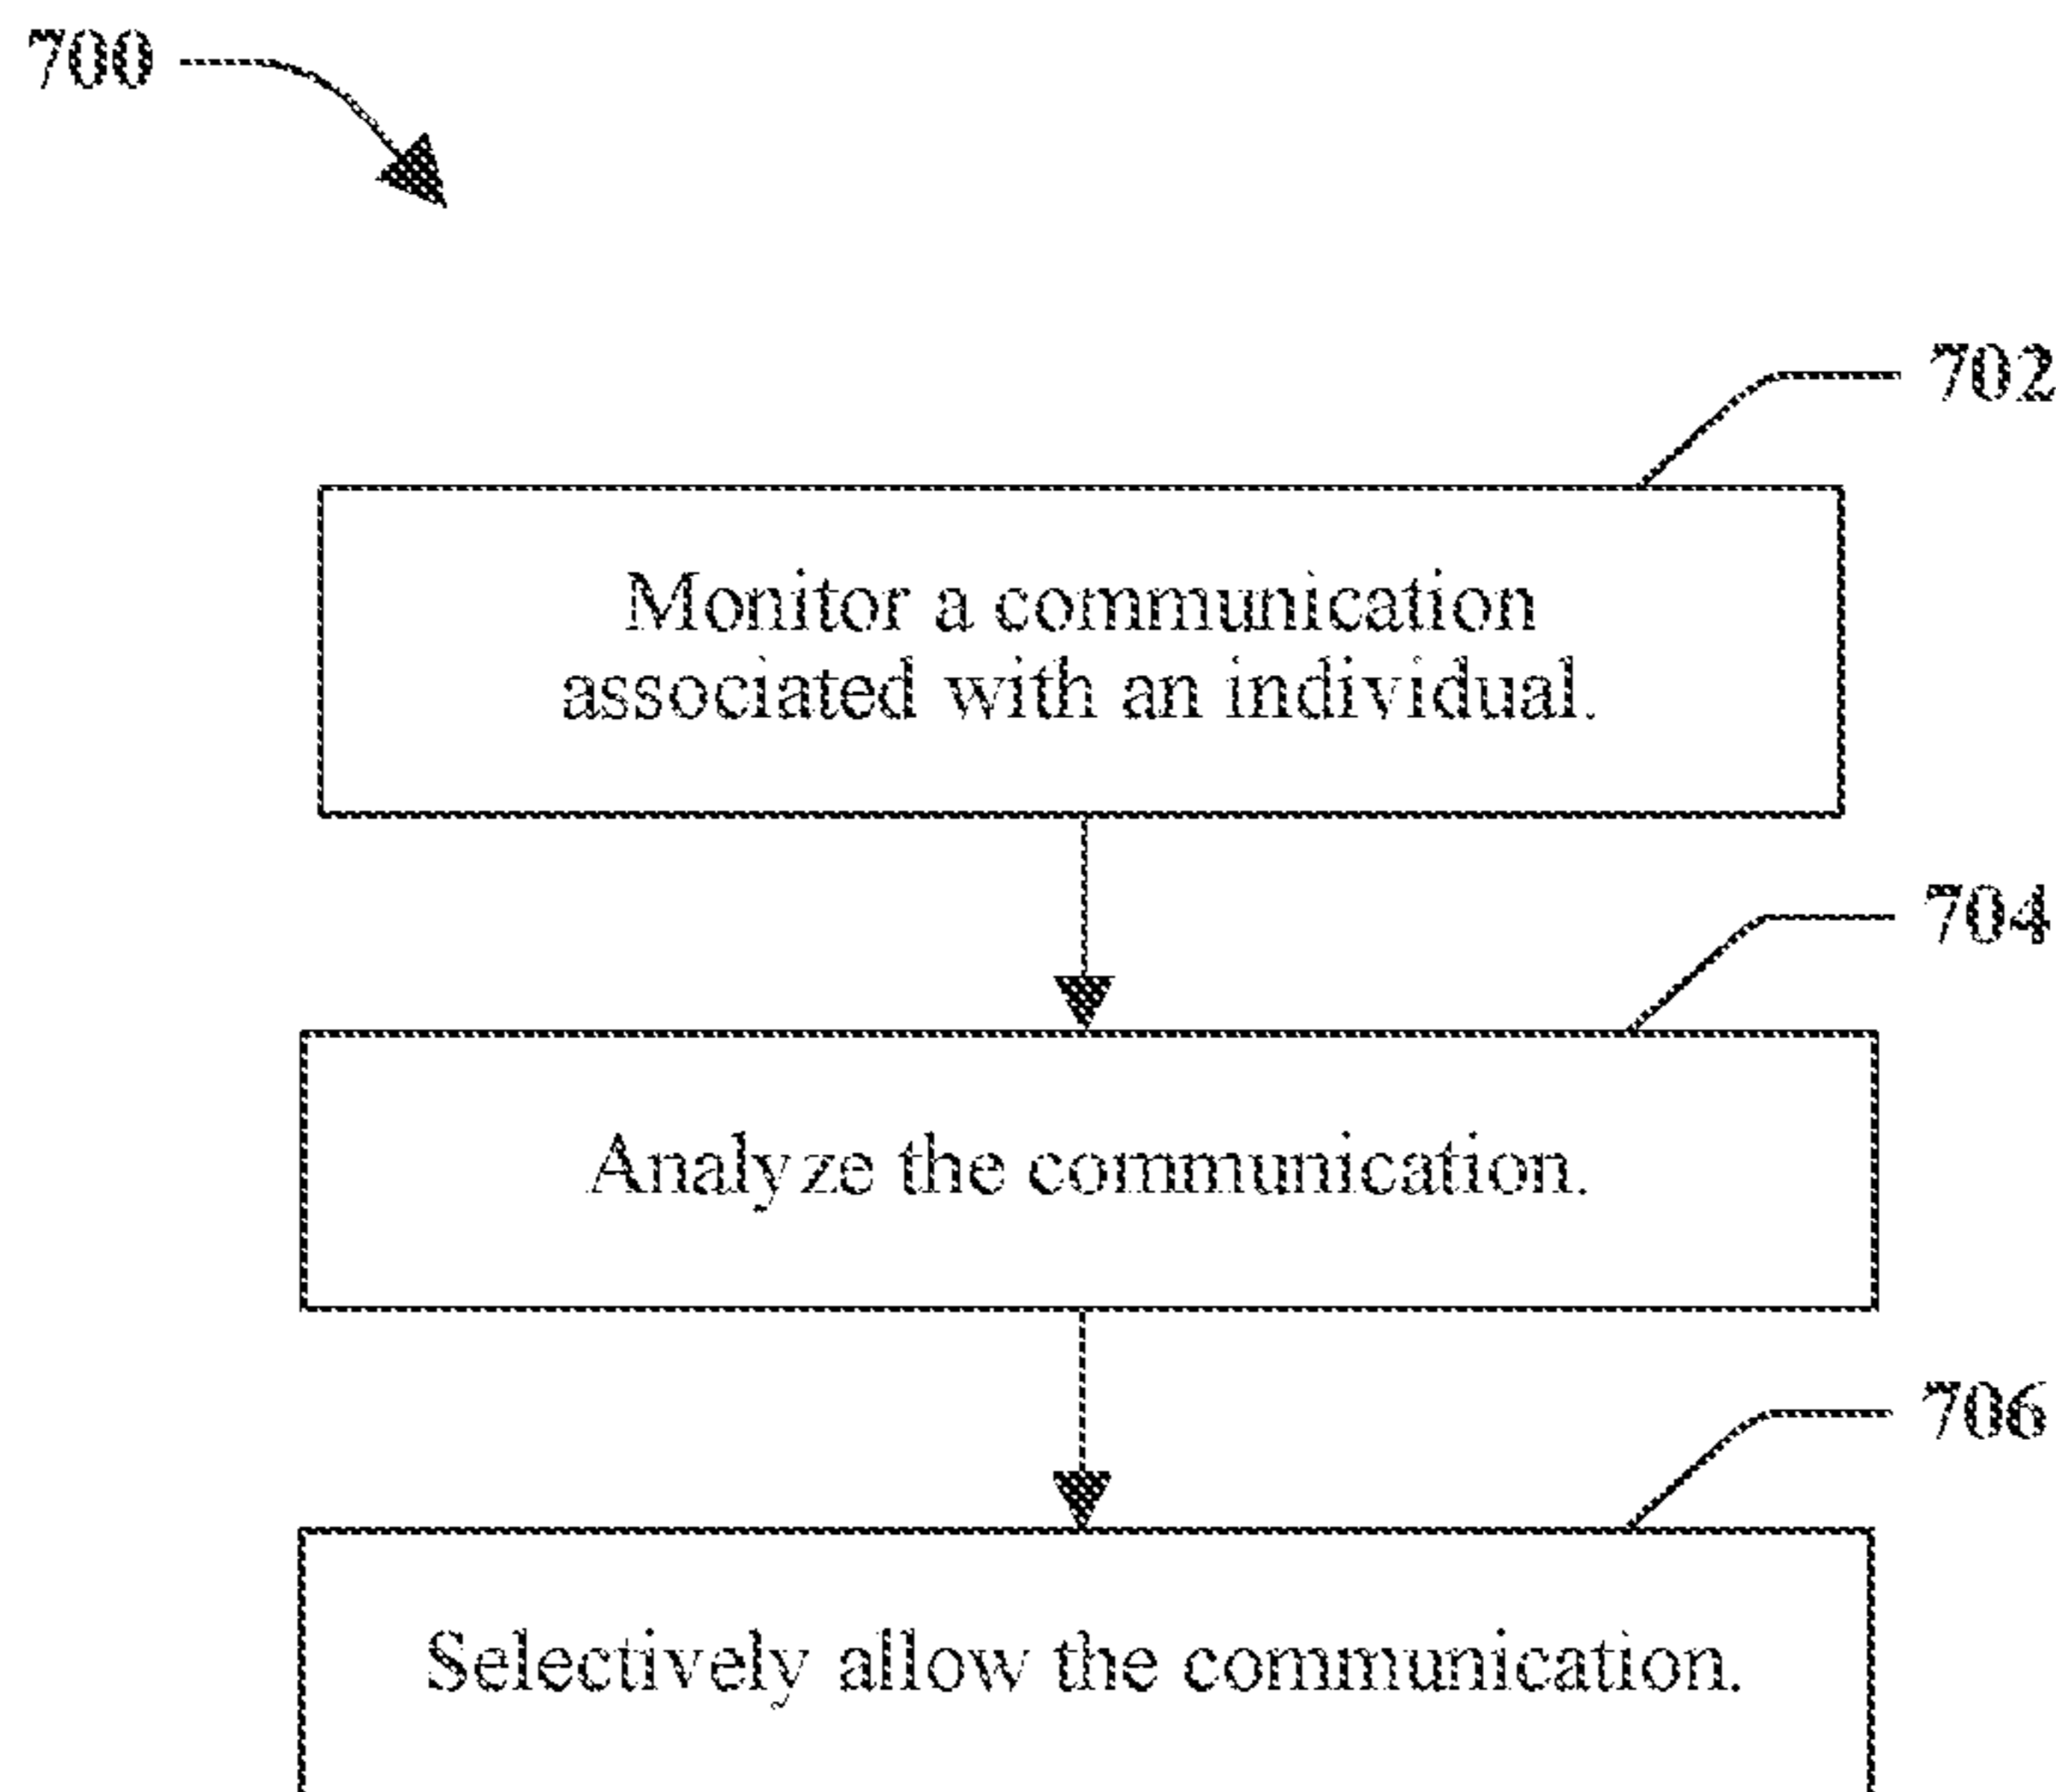 700
702
Monitor a communication
associated with an individual.
704
Analyze the communication.
706
Selectively allow the communication.